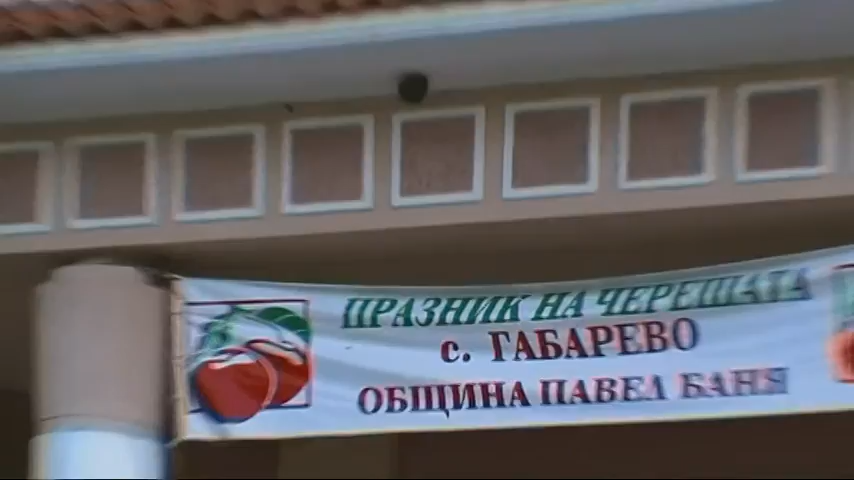 ПРАЗНИК НА ЧЕРЕШАТА
с. ГАБАРЕВО
ОБЩИНА ПАВЕЛ БАНЯ